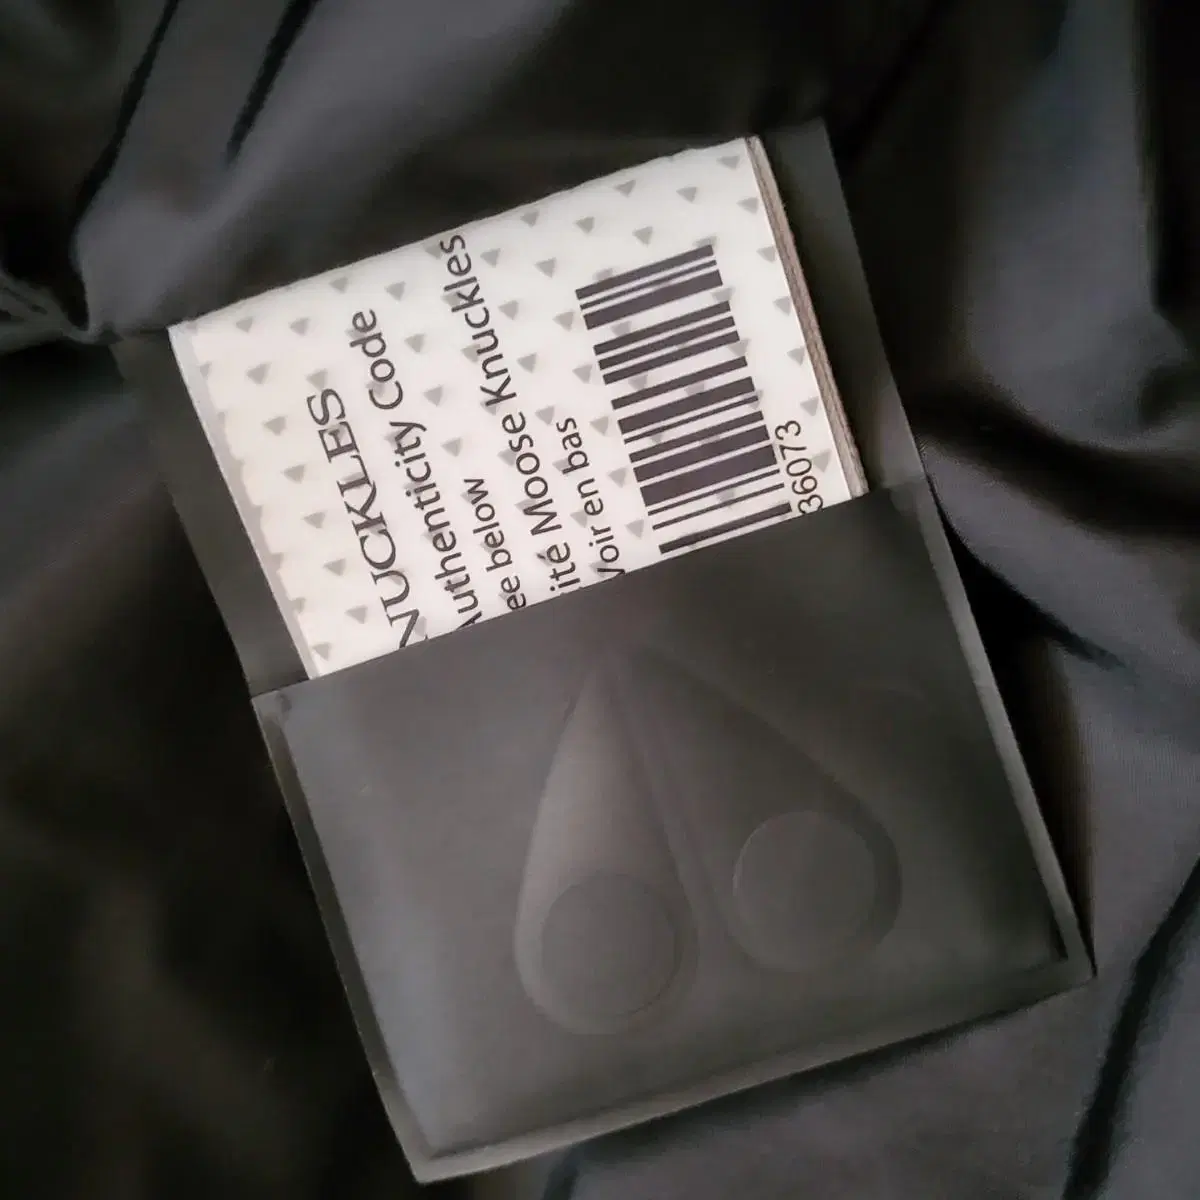 NUCKLES
Authenticity Code
ee below
ité Moose Knuckles
voir en bas
36073